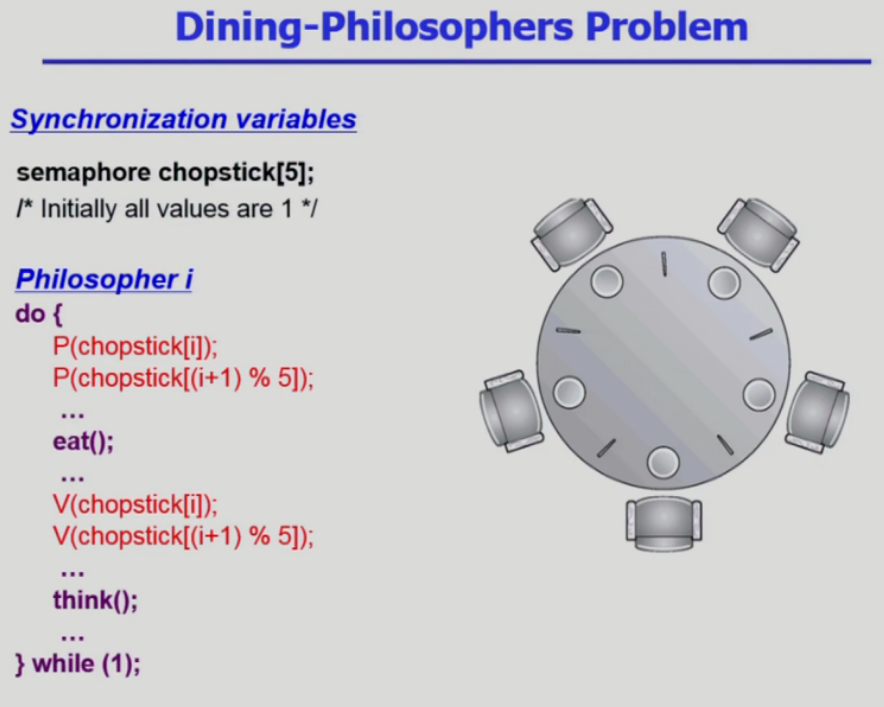 Dining-Philosophers Problem
Synchronization variables
semaphore chopstick[5];
/* Initially all values are 1 */
Philosopher i
do {
P(chopstick[i]);
P(chopstick[(i+1) % 5]);
...
eat();
...
V(chopstick[i]);
V(chopstick[(i+1) % 5]);
...
think();
...
} while (1);